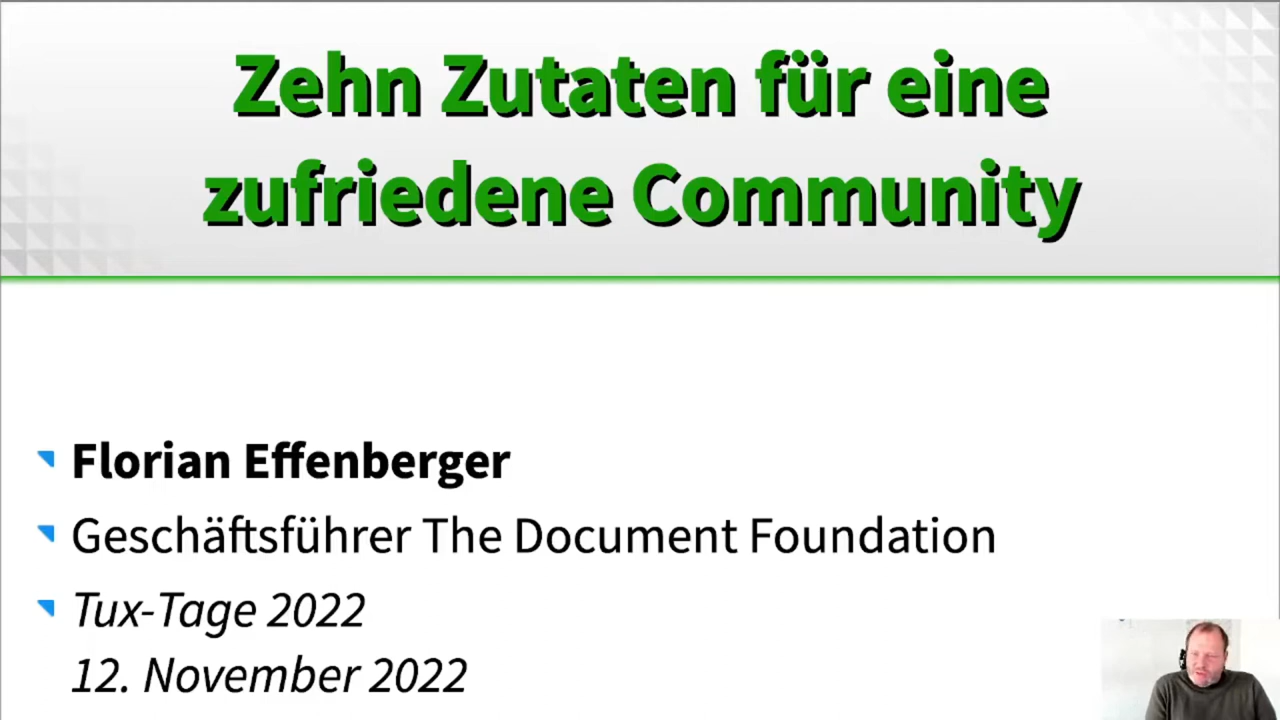 Zehn Zutaten für eine
zufriedene Community
Florian Effenberger
Geschäftsführer The Document Foundation
Tux-Tage 2022
12. November 2022